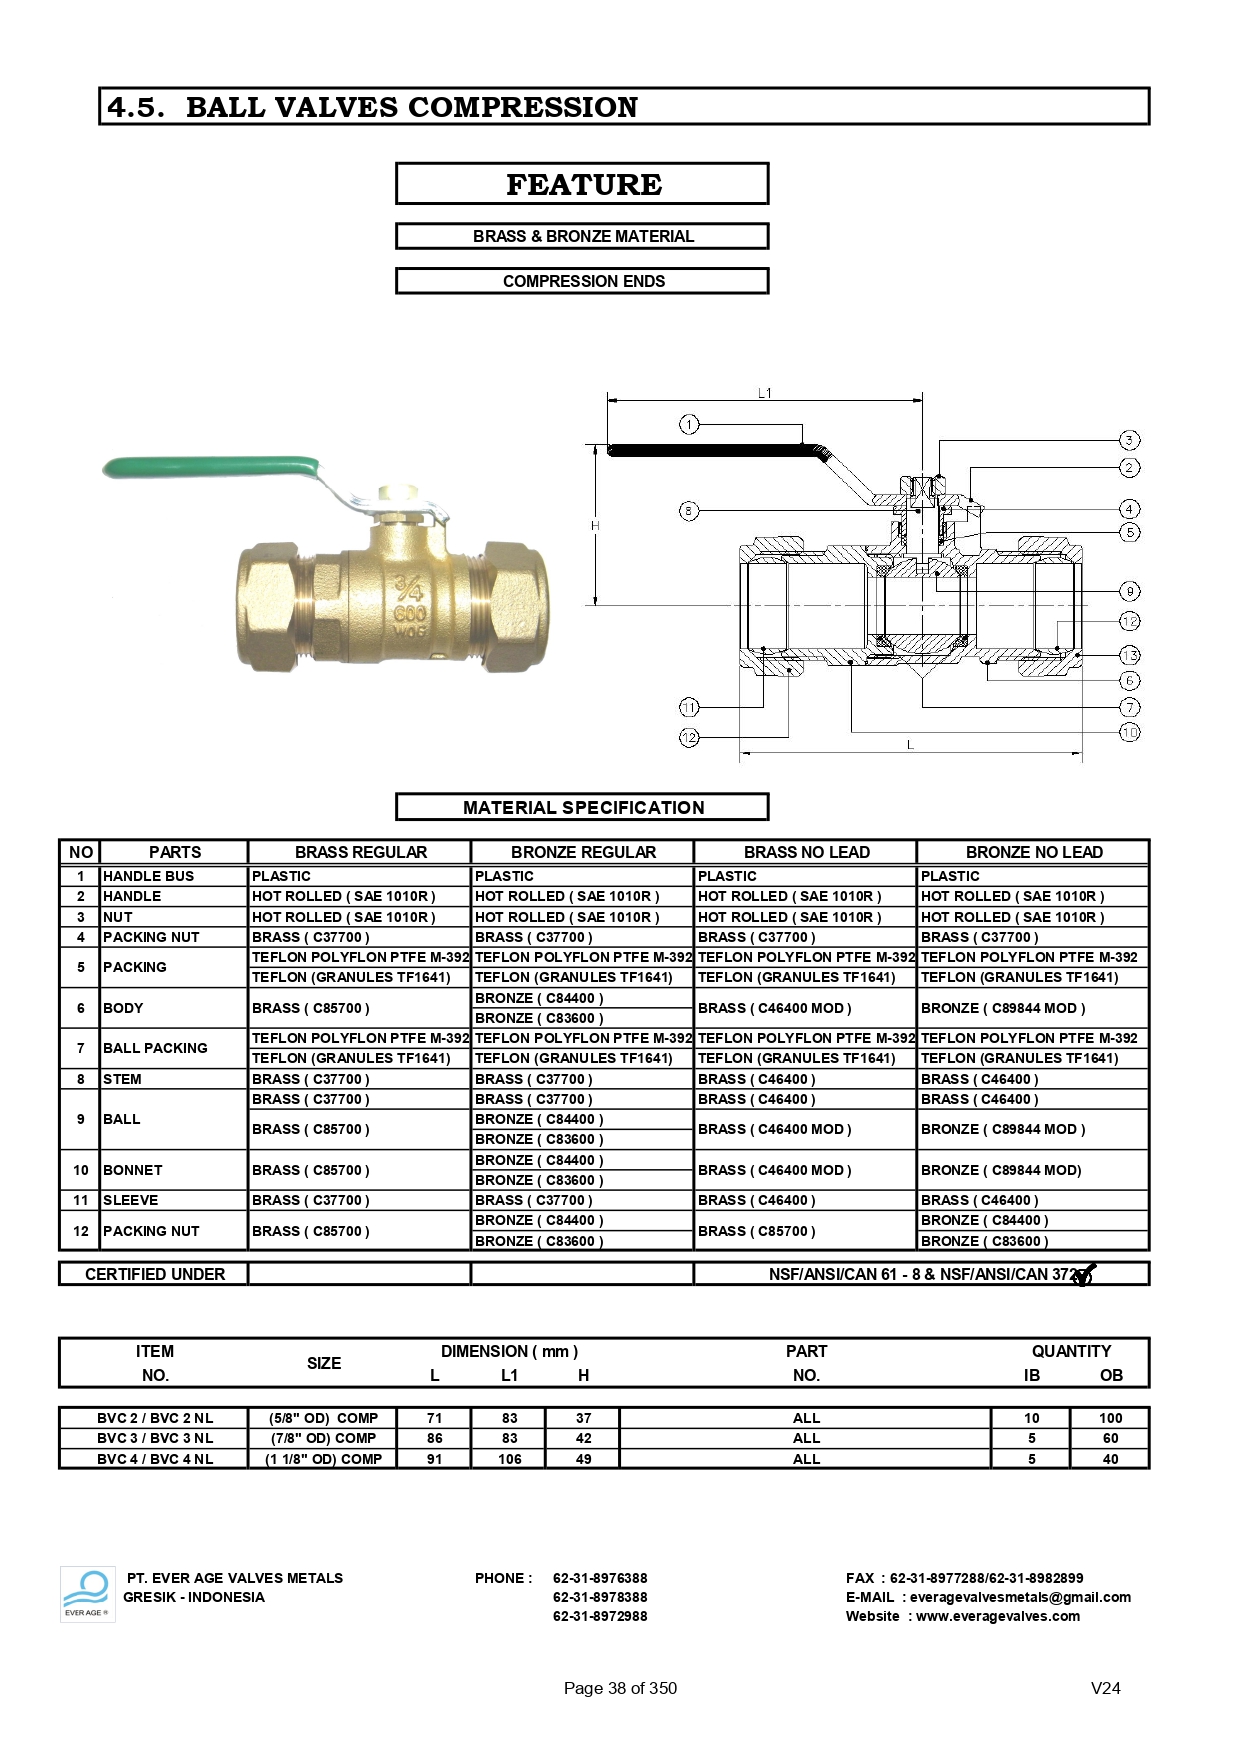 4.5. BALL VALVES COMPRESSION
FEATURE
BRASS & BRONZE MATERIAL
COMPRESSION ENDS
3/4
600
WOG
L1
1
3
2
8
4
5
H
9
12
13
6
11
7
12
10
L
MATERIAL SPECIFICATION
NO PARTS BRASS REGULAR BRONZE REGULAR BRASS NO LEAD BRONZE NO LEAD
1 HANDLE BUS PLASTIC PLASTIC PLASTIC PLASTIC
2 HANDLE HOT ROLLED ( SAE 1010R ) HOT ROLLED ( SAE 1010R ) HOT ROLLED ( SAE 1010R ) HOT ROLLED ( SAE 1010R )
3 NUT HOT ROLLED ( SAE 1010R ) HOT ROLLED ( SAE 1010R ) HOT ROLLED ( SAE 1010R ) HOT ROLLED ( SAE 1010R )
4 PACKING NUT BRASS ( C37700 ) BRASS ( C37700 ) BRASS ( C37700 ) BRASS ( C37700 )
5 PACKING TEFLON POLYFLON PTFE M-392 TEFLON POLYFLON PTFE M-392 TEFLON POLYFLON PTFE M-392 TEFLON POLYFLON PTFE M-392
TEFLON (GRANULES TF1641) TEFLON (GRANULES TF1641) TEFLON (GRANULES TF1641) TEFLON (GRANULES TF1641)
6 BODY BRASS ( C85700 ) BRONZE ( C84400 ) BRASS ( C46400 MOD ) BRONZE ( C89844 MOD )
BRONZE ( C83600 )
7 BALL PACKING TEFLON POLYFLON PTFE M-392 TEFLON POLYFLON PTFE M-392 TEFLON POLYFLON PTFE M-392 TEFLON POLYFLON PTFE M-392
TEFLON (GRANULES TF1641) TEFLON (GRANULES TF1641) TEFLON (GRANULES TF1641) TEFLON (GRANULES TF1641)
8 STEM BRASS ( C37700 ) BRASS ( C37700 ) BRASS ( C46400 ) BRASS ( C46400 )
9 BALL BRASS ( C37700 ) BRASS ( C37700 ) BRASS ( C46400 ) BRASS ( C46400 )
BRASS ( C85700 ) BRONZE ( C84400 ) BRASS ( C46400 MOD ) BRONZE ( C89844 MOD )
BRONZE ( C83600 )
10 BONNET BRASS ( C85700 ) BRONZE ( C84400 ) BRASS ( C46400 MOD ) BRONZE ( C89844 MOD)
BRONZE ( C83600 )
11 SLEEVE BRASS ( C37700 ) BRASS ( C37700 ) BRASS ( C46400 ) BRASS ( C46400 )
12 PACKING NUT BRASS ( C85700 ) BRONZE ( C84400 ) BRASS ( C85700 ) BRONZE ( C84400 )
BRONZE ( C83600 ) BRONZE ( C83600 )
CERTIFIED UNDER NSF/ANSI/CAN 61 - 8 & NSF/ANSI/CAN 372
ITEM SIZE DIMENSION ( mm ) PART QUANTITY
NO. L L1 H NO. IB OB
BVC 2 / BVC 2 NL (5/8" OD) COMP 71 83 37 ALL 10 100
BVC 3 / BVC 3 NL (7/8" OD) COMP 86 83 42 ALL 5 60
BVC 4 / BVC 4 NL (1 1/8" OD) COMP 91 106 49 ALL 5 40
EVER AGE ®
PT. EVER AGE VALVES METALS PHONE : 62-31-8976388 FAX : 62-31-8977288/62-31-8982899
GRESIK - INDONESIA 62-31-8978388 E-MAIL : everagevalvesmetals@gmail.com
62-31-8972988 Website : www.everagevalves.com
Page 38 of 350 V24